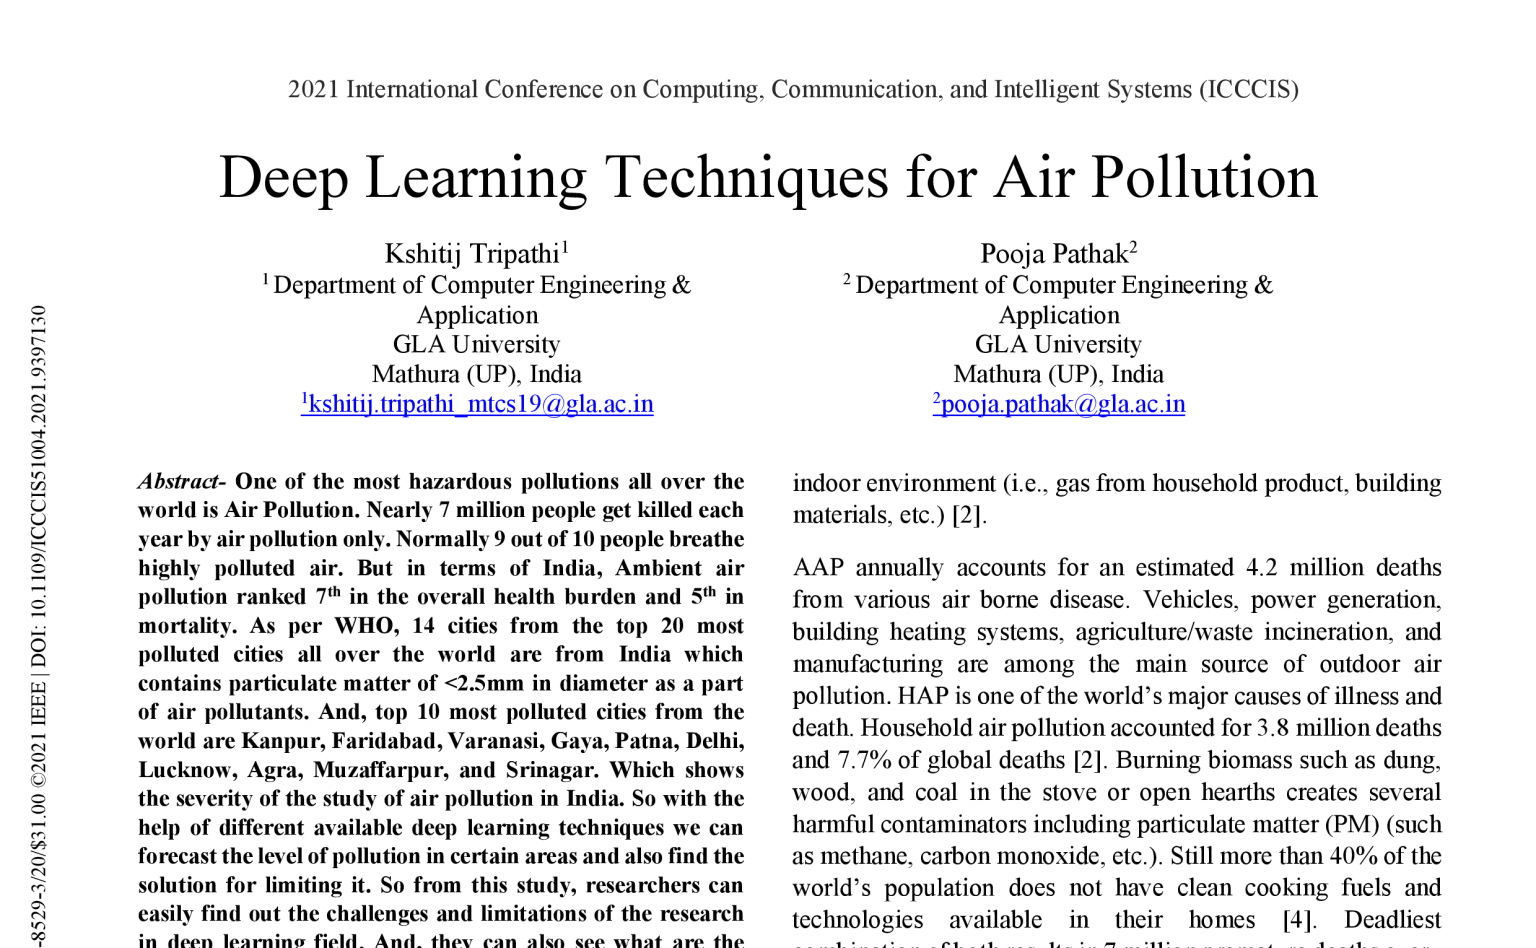 2021 International Conference on Computing, Communication, and Intelligent Systems (ICCCIS)
Deep Learning Techniques for Air Pollution
Kshitij Tripathi1
1 Department of Computer Engineering &
Application
GLA University
Mathura (UP), India
1kshitij.tripathi_mtcs19@gla.ac.in
Pooja Pathak2
2 Department of Computer Engineering &
Application
GLA University
Mathura (UP), India
2pooja.pathak@gla.ac.in
Abstract- One of the most hazardous pollutions all over the
world is Air Pollution. Nearly 7 million people get killed each
year by air pollution only. Normally 9 out of 10 people breathe
highly polluted air. But in terms of India, Ambient air
pollution ranked 7th in the overall health burden and 5th in
mortality. As per WHO, 14 cities from the top 20 most
polluted cities all over the world are from India which
contains particulate matter of <2.5mm in diameter as a part
of air pollutants. And, top 10 most polluted cities from the
world are Kanpur, Faridabad, Varanasi, Gaya, Patna, Delhi,
Lucknow, Agra, Muzaffarpur, and Srinagar. Which shows
the severity of the study of air pollution in India. So with the
help of different available deep learning techniques we can
forecast the level of pollution in certain areas and also find the
solution for limiting it. So from this study, researchers can
easily find out the challenges and limitations of the research
in deep learning field. And, they can also see what are the
indoor environment (i.e., gas from household product, building
materials, etc.) [2].
AAP annually accounts for an estimated 4.2 million deaths
from various air borne disease. Vehicles, power generation,
building heating systems, agriculture/waste incineration, and
manufacturing are among the main source of outdoor air
pollution. HAP is one of the world's major causes of illness and
death. Household air pollution accounted for 3.8 million deaths
and 7.7% of global deaths [2]. Burning biomass such as dung,
wood, and coal in the stove or open hearths creates several
harmful contaminators including particulate matter (PM) (such
as methane, carbon monoxide, etc.). Still more than 40% of the
world's population does not have clean cooking fuels and
technologies available in their homes [4]. Deadliest
-8529-3/20/$31.00 ©2021 IEEE | DOI: 10.1109/ICCCIS51004.2021.9397130